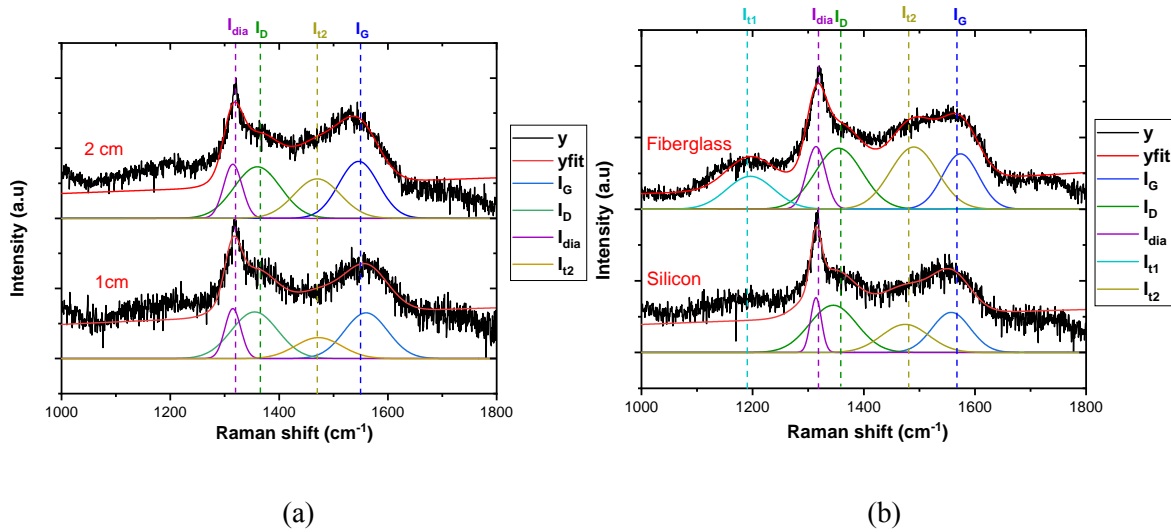 I_dia I_D I_t2 I_G
2 cm
1cm
y
yfit
I_G
I_D
I_dia
I_t2
Intensity (a.u)
1000 1200 1400 1600 1800
Raman shift (cm⁻¹)
(a)
I_t1 I_dia I_D I_t2 I_G
Fiberglass
Silicon
y
yfit
I_G
I_D
I_dia
I_t1
I_t2
Intensity (a.u)
1000 1200 1400 1600 1800
Raman shift (cm⁻¹)
(b)